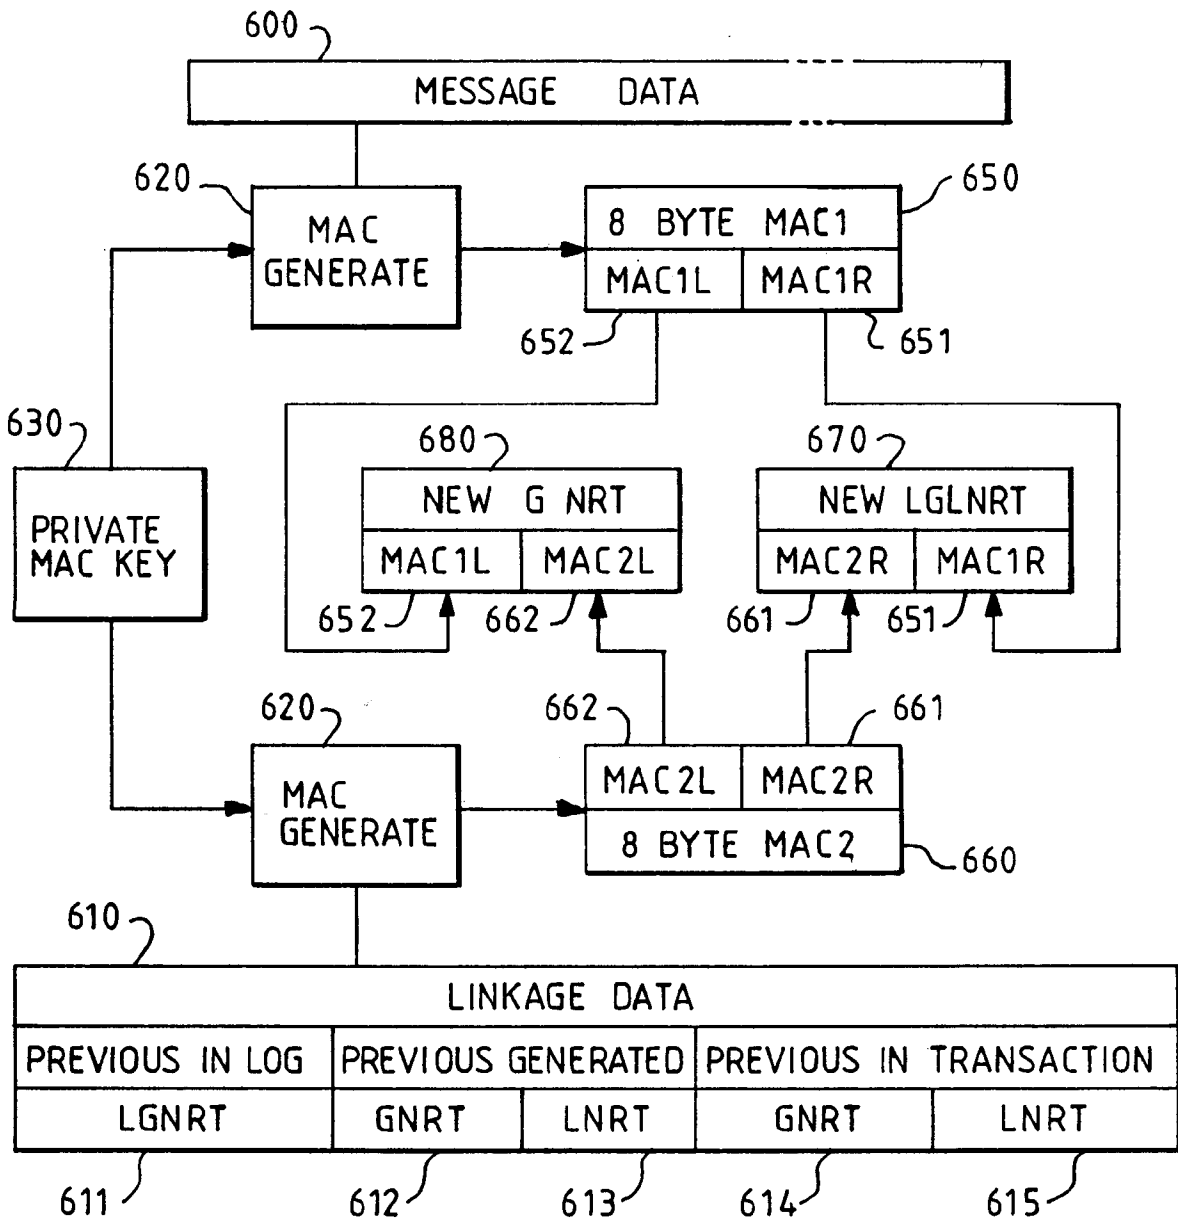 600
MESSAGE DATA
620
650
MAC
GENERATE
8 BYTE MAC1
MAC1L MAC1R
652 651
630
680 670
PRIVATE
MAC KEY
NEW G NRT
NEW LGLNRT
MAC1L MAC2L
MAC2R MAC1R
652 662 661 651
620 662 661
MAC
GENERATE
MAC2L MAC2R
8 BYTE MAC2
660
610
LINKAGE DATA
PREVIOUS IN LOG PREVIOUS GENERATED PREVIOUS IN TRANSACTION
LGNRT GNRT LNRT GNRT LNRT
611 612 613 614 615